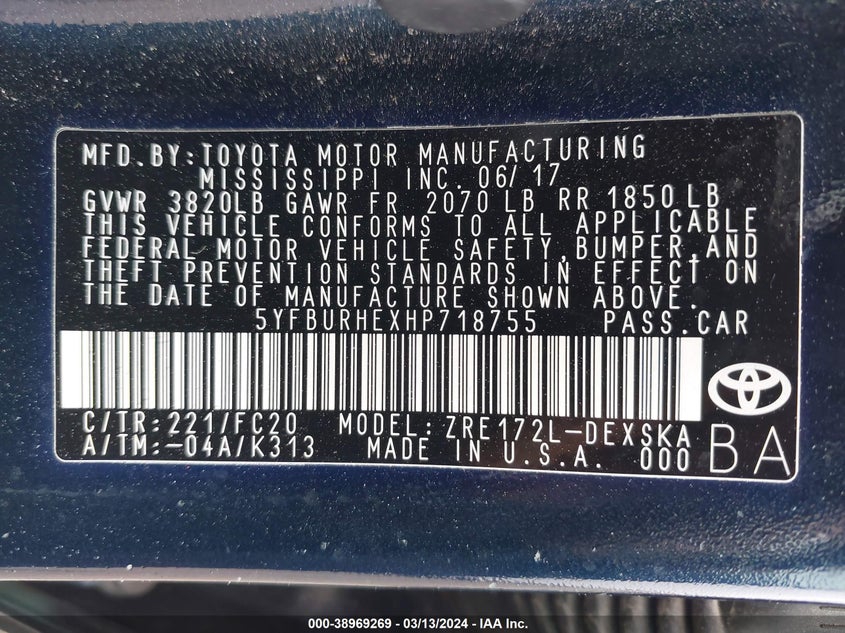 MFD.BY:TOYOTA MOTOR MANUFACTURING
MISSISSIPPI INC. 06/17
GVWR 3820LB GAWR FR 2070LB RR 1850LB
THIS VEHICLE CONFORMS TO ALL APPLICABLE
FEDERAL MOTOR VEHICLE SAFETY,BUMPER,AND
THEFT PREVENTION STANDARDS IN EFFECT ON
THE DATE OF MANUFACTURE SHOWN ABOVE.
5YFBURHEXHP718755 PASS.CAR
C/TR:221/FC20 MODEL:ZRE172L-DEXSKA
A/TM:-04A/K313 MADE IN U.S.A. 000 BA
000-38969269 - 03/13/2024 - IAA Inc.